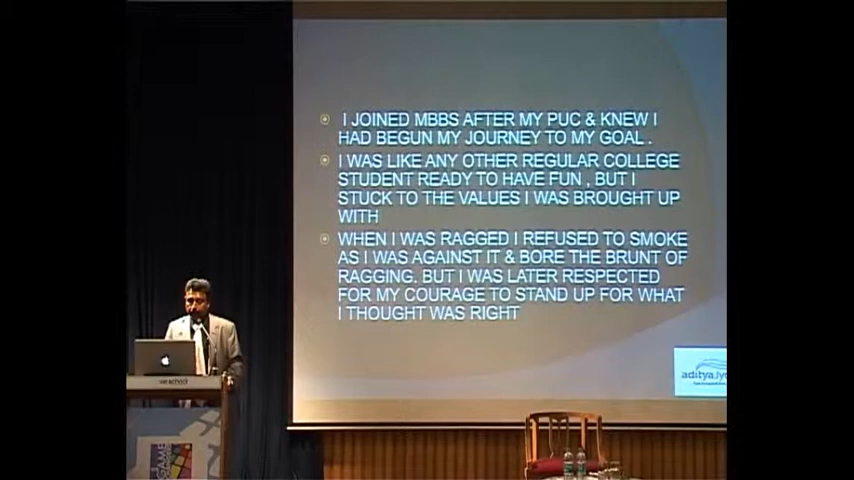 I JOINED MBBS AFTER MY PUC & KNEW I
HAD BEGUN MY JOURNEY TO MY GOAL .
I WAS LIKE ANY OTHER REGULAR COLLEGE
STUDENT READY TO HAVE FUN , BUT I
STUCK TO THE VALUES I WAS BROUGHT UP
WITH
WHEN I WAS RAGGED I REFUSED TO SMOKE
AS I WAS AGAINST IT & BORE THE BRUNT OF
RAGGING. BUT I WAS LATER RESPECTED
FOR MY COURAGE TO STAND UP FOR WHAT
I THOUGHT WAS RIGHT
aditya
we school